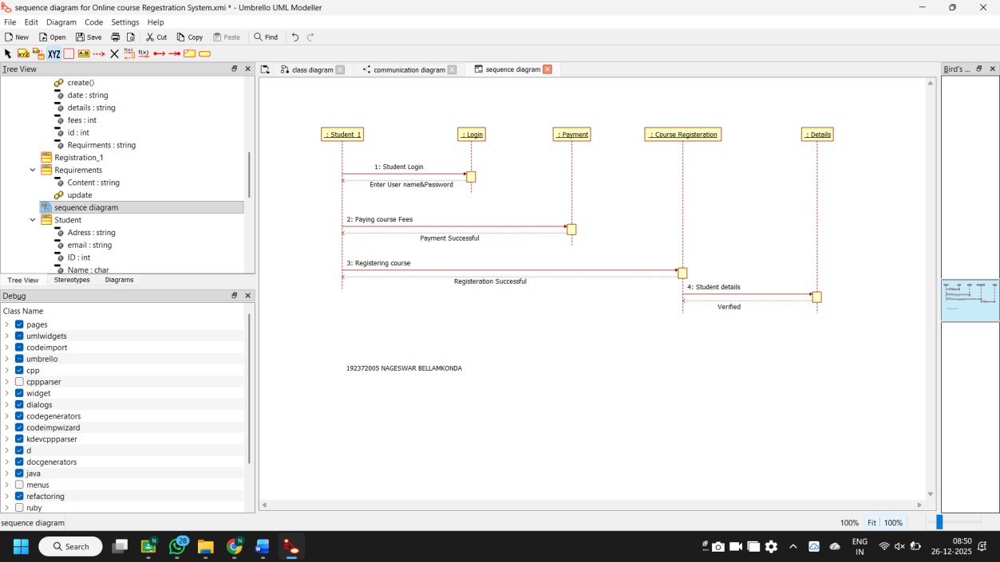 sequence diagram for Online course Regestration System.xmi * - Umbrello UML Modeller
File Edit Diagram Code Settings Help
New Open Save Cut Copy Paste Find
XYZ A:B f(x) f(x)
Tree View
create()
date : string
details : string
fees : int
id : int
Requirments : string
Registration_1
Requirements
Content : string
update
sequence diagram
Student
Adress : string
email : string
ID : int
Name : char
Tree View Stereotypes Diagrams
Debug
Class Name
pages
umlwidgets
codeimport
umbrello
cpp
cppparser
widget
dialogs
codegenerators
codeimpwizard
kdevcppparser
d
docgenerators
java
menus
refactoring
ruby
class diagram communication diagram sequence diagram
: Student_1 : Login : Payment : Course Registeration : Details
1: Student Login
Enter User name&Password
2: Paying course Fees
Payment Successful
3: Registering course
Registeration Successful
4: Student details
Verified
192372005 NAGESWAR BELLAMKONDA
Bird's ...
sequence diagram 100% Fit 100%
Search 28 ENG IN 08:50 26-12-2025